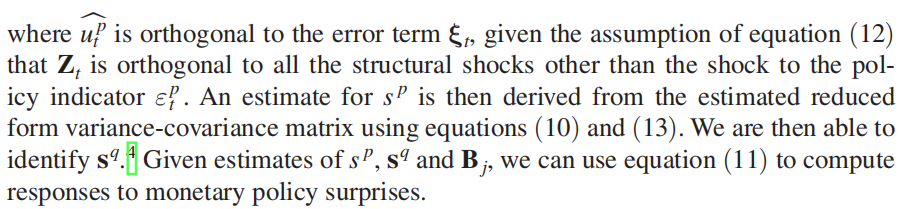 where $\widehat{u_t^p}$ is orthogonal to the error term $\boldsymbol{\xi}_t$, given the assumption of equation (12)
that $\mathbf{Z}_t$ is orthogonal to all the structural shocks other than the shock to the pol-
icy indicator $\varepsilon_t^p$. An estimate for $s^p$ is then derived from the estimated reduced
form variance-covariance matrix using equations (10) and (13). We are then able to
identify $\mathbf{s}^q$.⁴ Given estimates of $s^p$, $\mathbf{s}^q$ and $\mathbf{B}_j$, we can use equation (11) to compute
responses to monetary policy surprises.